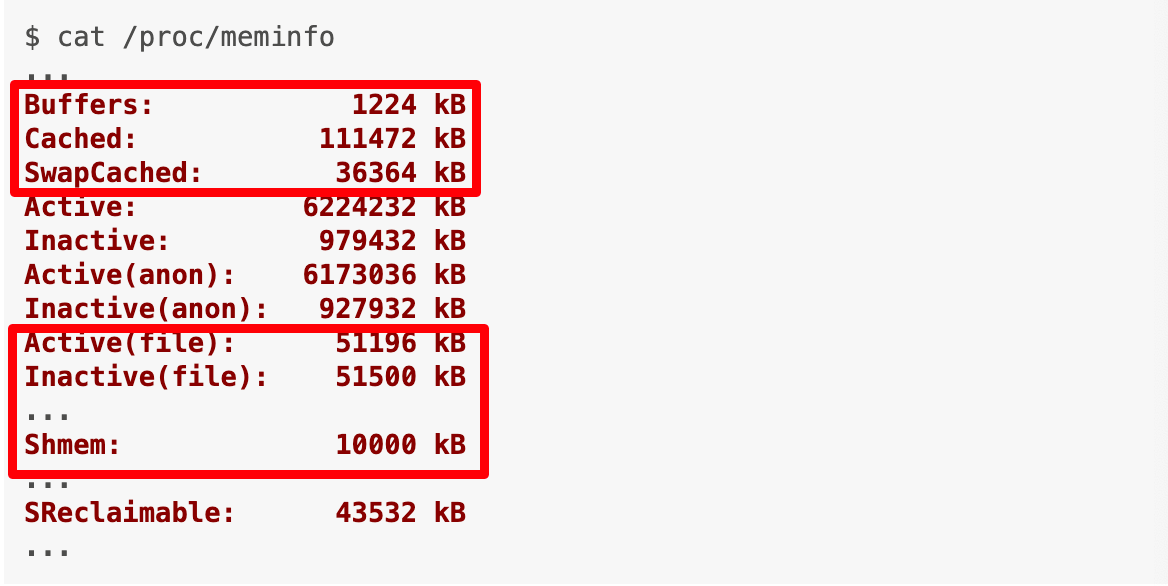 $ cat /proc/meminfo
...
Buffers: 1224 kB
Cached: 111472 kB
SwapCached: 36364 kB
Active: 6224232 kB
Inactive: 979432 kB
Active(anon): 6173036 kB
Inactive(anon): 927932 kB
Active(file): 51196 kB
Inactive(file): 51500 kB
...
Shmem: 10000 kB
...
SReclaimable: 43532 kB
...